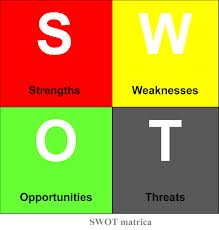 S W
Strengths Weaknesses
O T
Opportunities Threats
SWOT matrica